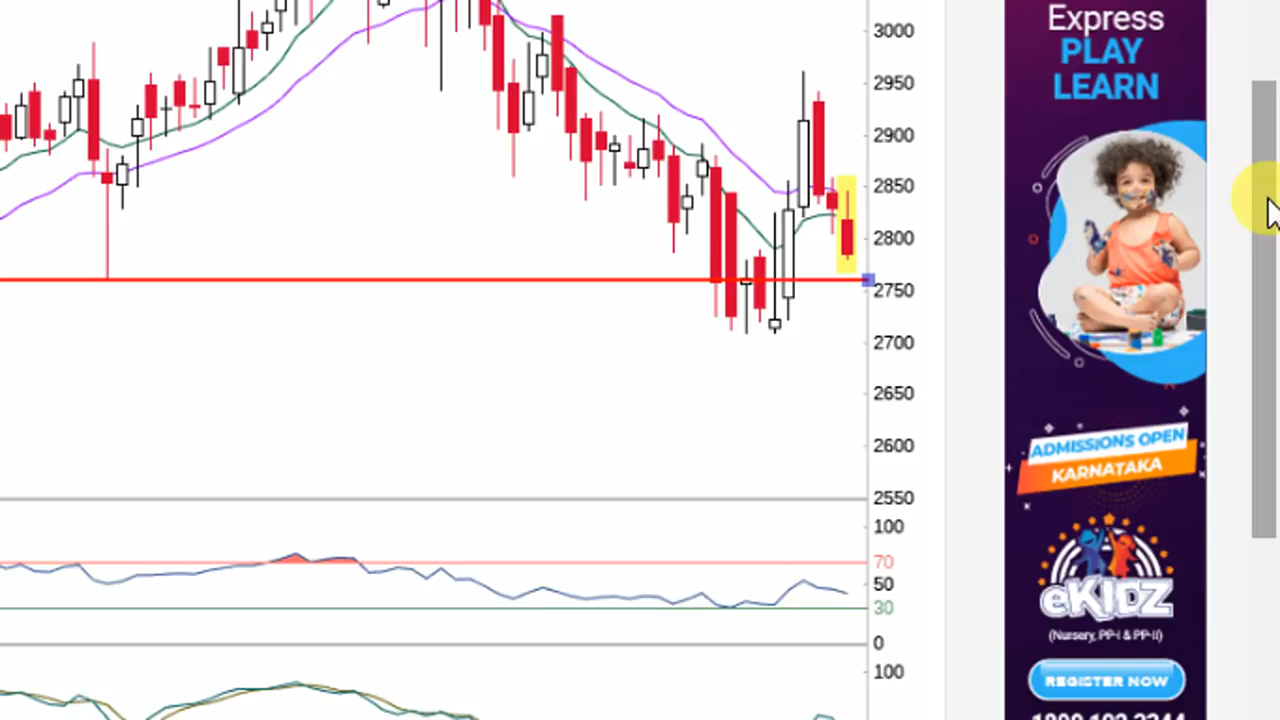 3000
2950
2900
2850
2800
2750
2700
2650
2600
2550
100
70
50
30
0
100
Express
PLAY
LEARN
ADMISSIONS OPEN
KARNATAKA
eKIDZ
(Nursery, PP-I & PP-II)
REGISTER NOW